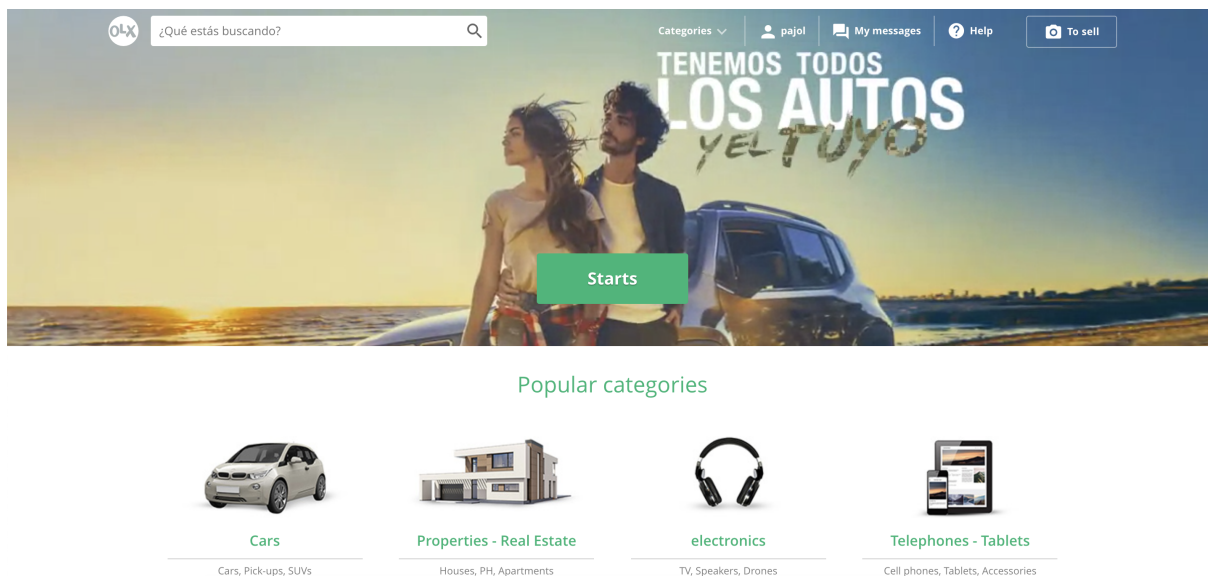 OLX
¿Qué estás buscando?
Categories
pajol
My messages
Help
To sell
TENEMOS TODOS
LOS AUTOS
Y EL TUYO
Starts
Popular categories
Cars
Properties - Real Estate
electronics
Telephones - Tablets
Cars, Pick-ups, SUVs
Houses, PH, Apartments
TV, Speakers, Drones
Cell phones, Tablets, Accessories